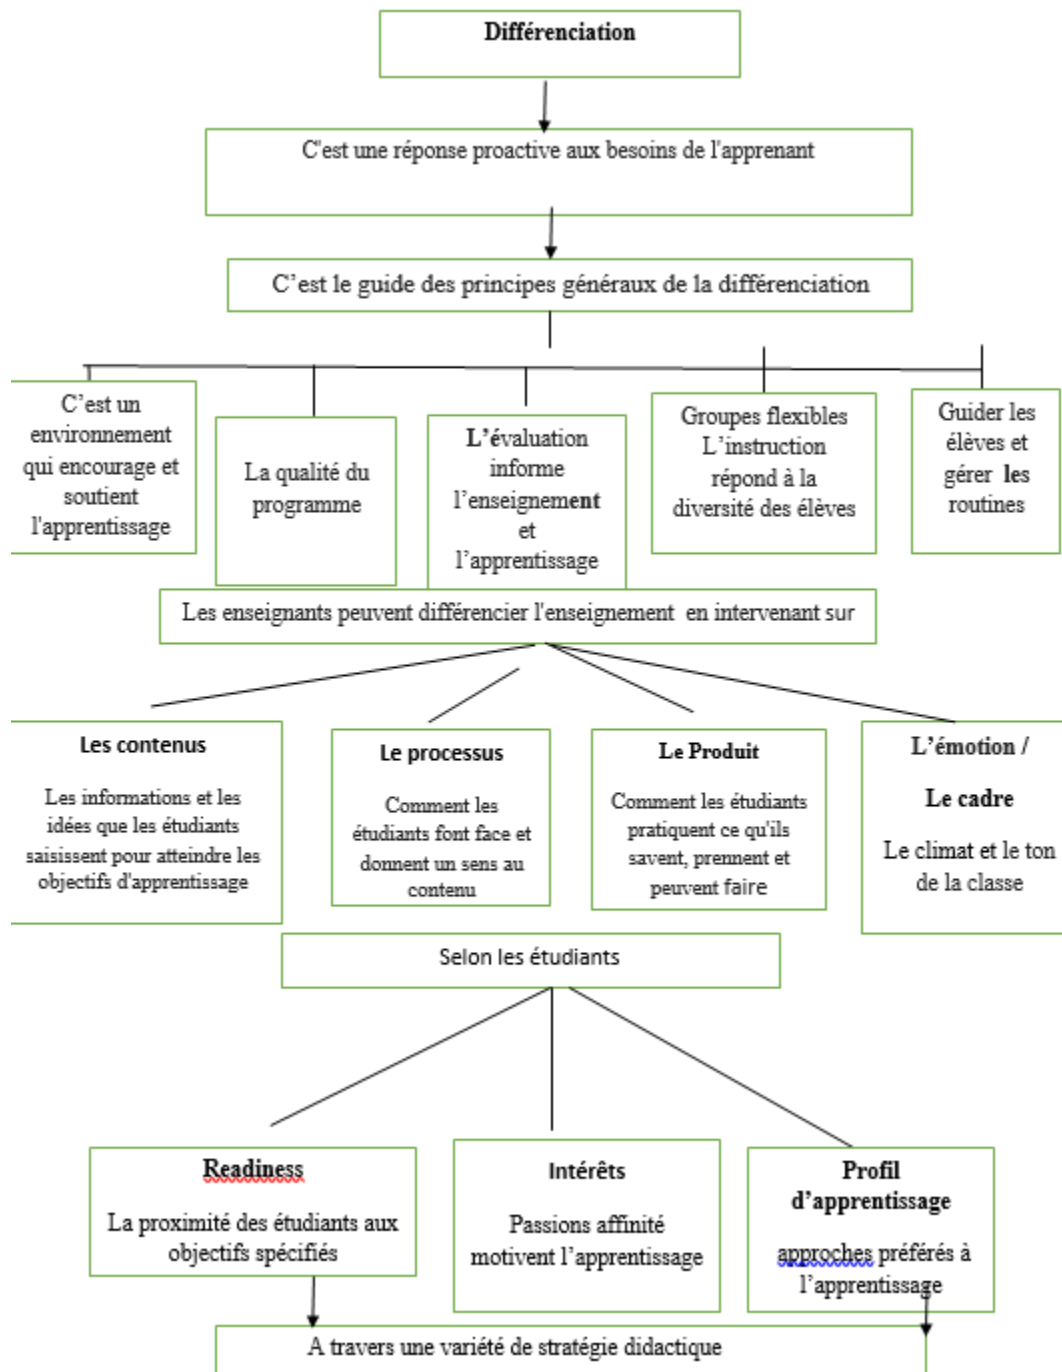 Différenciation
C'est une réponse proactive aux besoins de l'apprenant
C’est le guide des principes généraux de la différenciation
C’est un
environnement
qui encourage et
soutient
l'apprentissage
La qualité du
programme
L’évaluation
informe
l’enseignement
et
l’apprentissage
Groupes flexibles
L’instruction
répond à la
diversité des élèves
Guider les
élèves et
gérer les
routines
Les enseignants peuvent différencier l'enseignement en intervenant sur
Les contenus
Les informations et les
idées que les étudiants
saisissent pour atteindre les
objectifs d'apprentissage
Le processus
Comment les
étudiants font face et
donnent un sens au
contenu
Le Produit
Comment les étudiants
pratiquent ce qu'ils
savent, prennent et
peuvent faire
L’émotion /
Le cadre
Le climat et le ton
de la classe
Selon les étudiants
Readiness
La proximité des étudiants aux
objectifs spécifiés
Intérêts
Passions affinité
motivent l’apprentissage
Profil
d’apprentissage
approches préférés à
l’apprentissage
A travers une variété de stratégie didactique